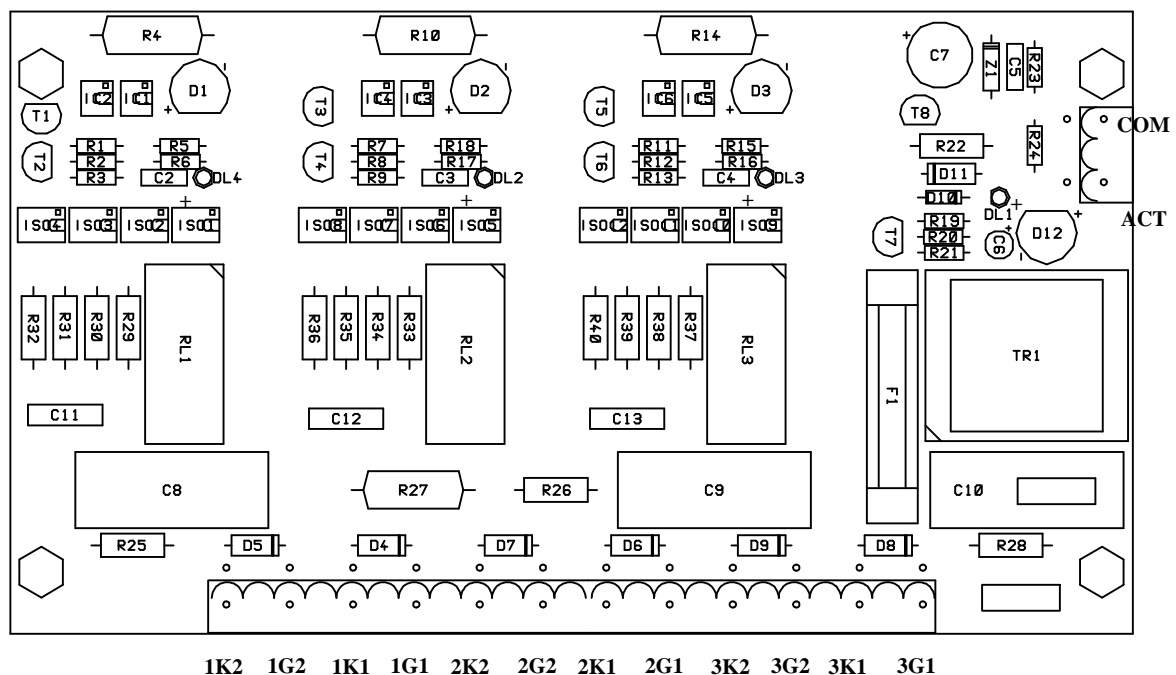 R4 R10 R14 C7 Z1 C5 R23
IC2 IC1 D1 IC4 IC3 D2 IC6 IC5 D3
T1 T3 T5 T8 COM
T2 R1 R5 T4 R7 R18 T6 R11 R15 R22 R24
R2 R6 R8 R17 R12 R16
R3 C2 DL4 R9 C3 DL2 R13 C4 DL3 D11
D10 DL1 ACT
ISO4 ISO3 ISO2 ISO1 ISO8 ISO7 ISO6 ISO5 ISO9 T7 R19 C6 D12
R20
R21
R32 R31 R30 R29 RL1 R36 R35 R34 R33 RL2 R40 R39 R38 R37 RL3 F1 TR1
C11 C12 C13
C8 R27 R26 C9 C10
R25 D5 D4 D7 D6 D9 D8 R28
1K2 1G2 1K1 1G1 2K2 2G2 2K1 2G1 3K2 3G2 3K1 3G1